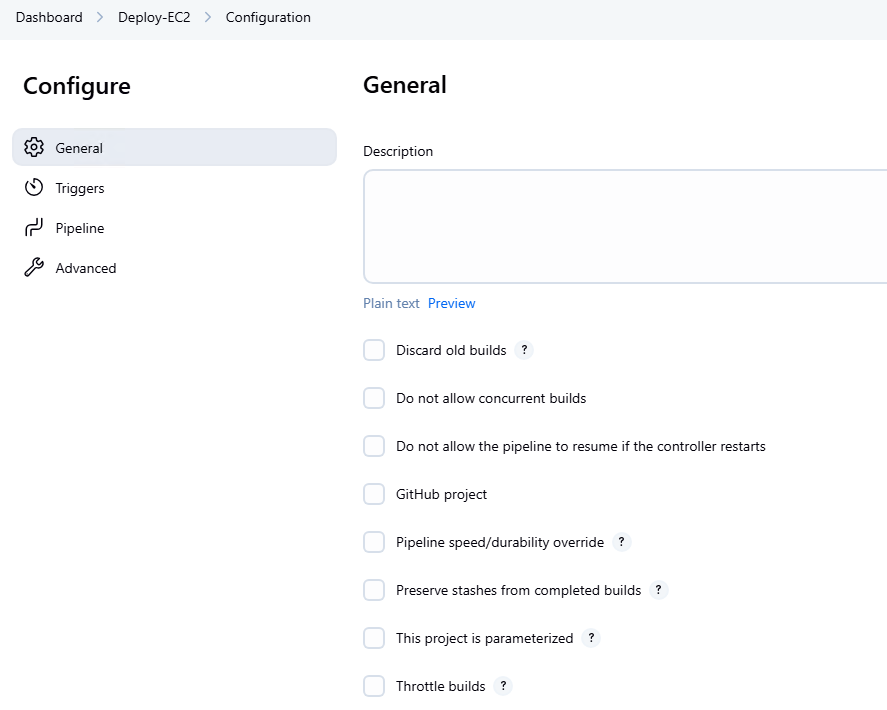 Dashboard > Deploy-EC2 > Configuration
Configure
General
Triggers
Pipeline
Advanced
General
Description
Plain text Preview
Discard old builds ?
Do not allow concurrent builds
Do not allow the pipeline to resume if the controller restarts
GitHub project
Pipeline speed/durability override ?
Preserve stashes from completed builds ?
This project is parameterized ?
Throttle builds ?